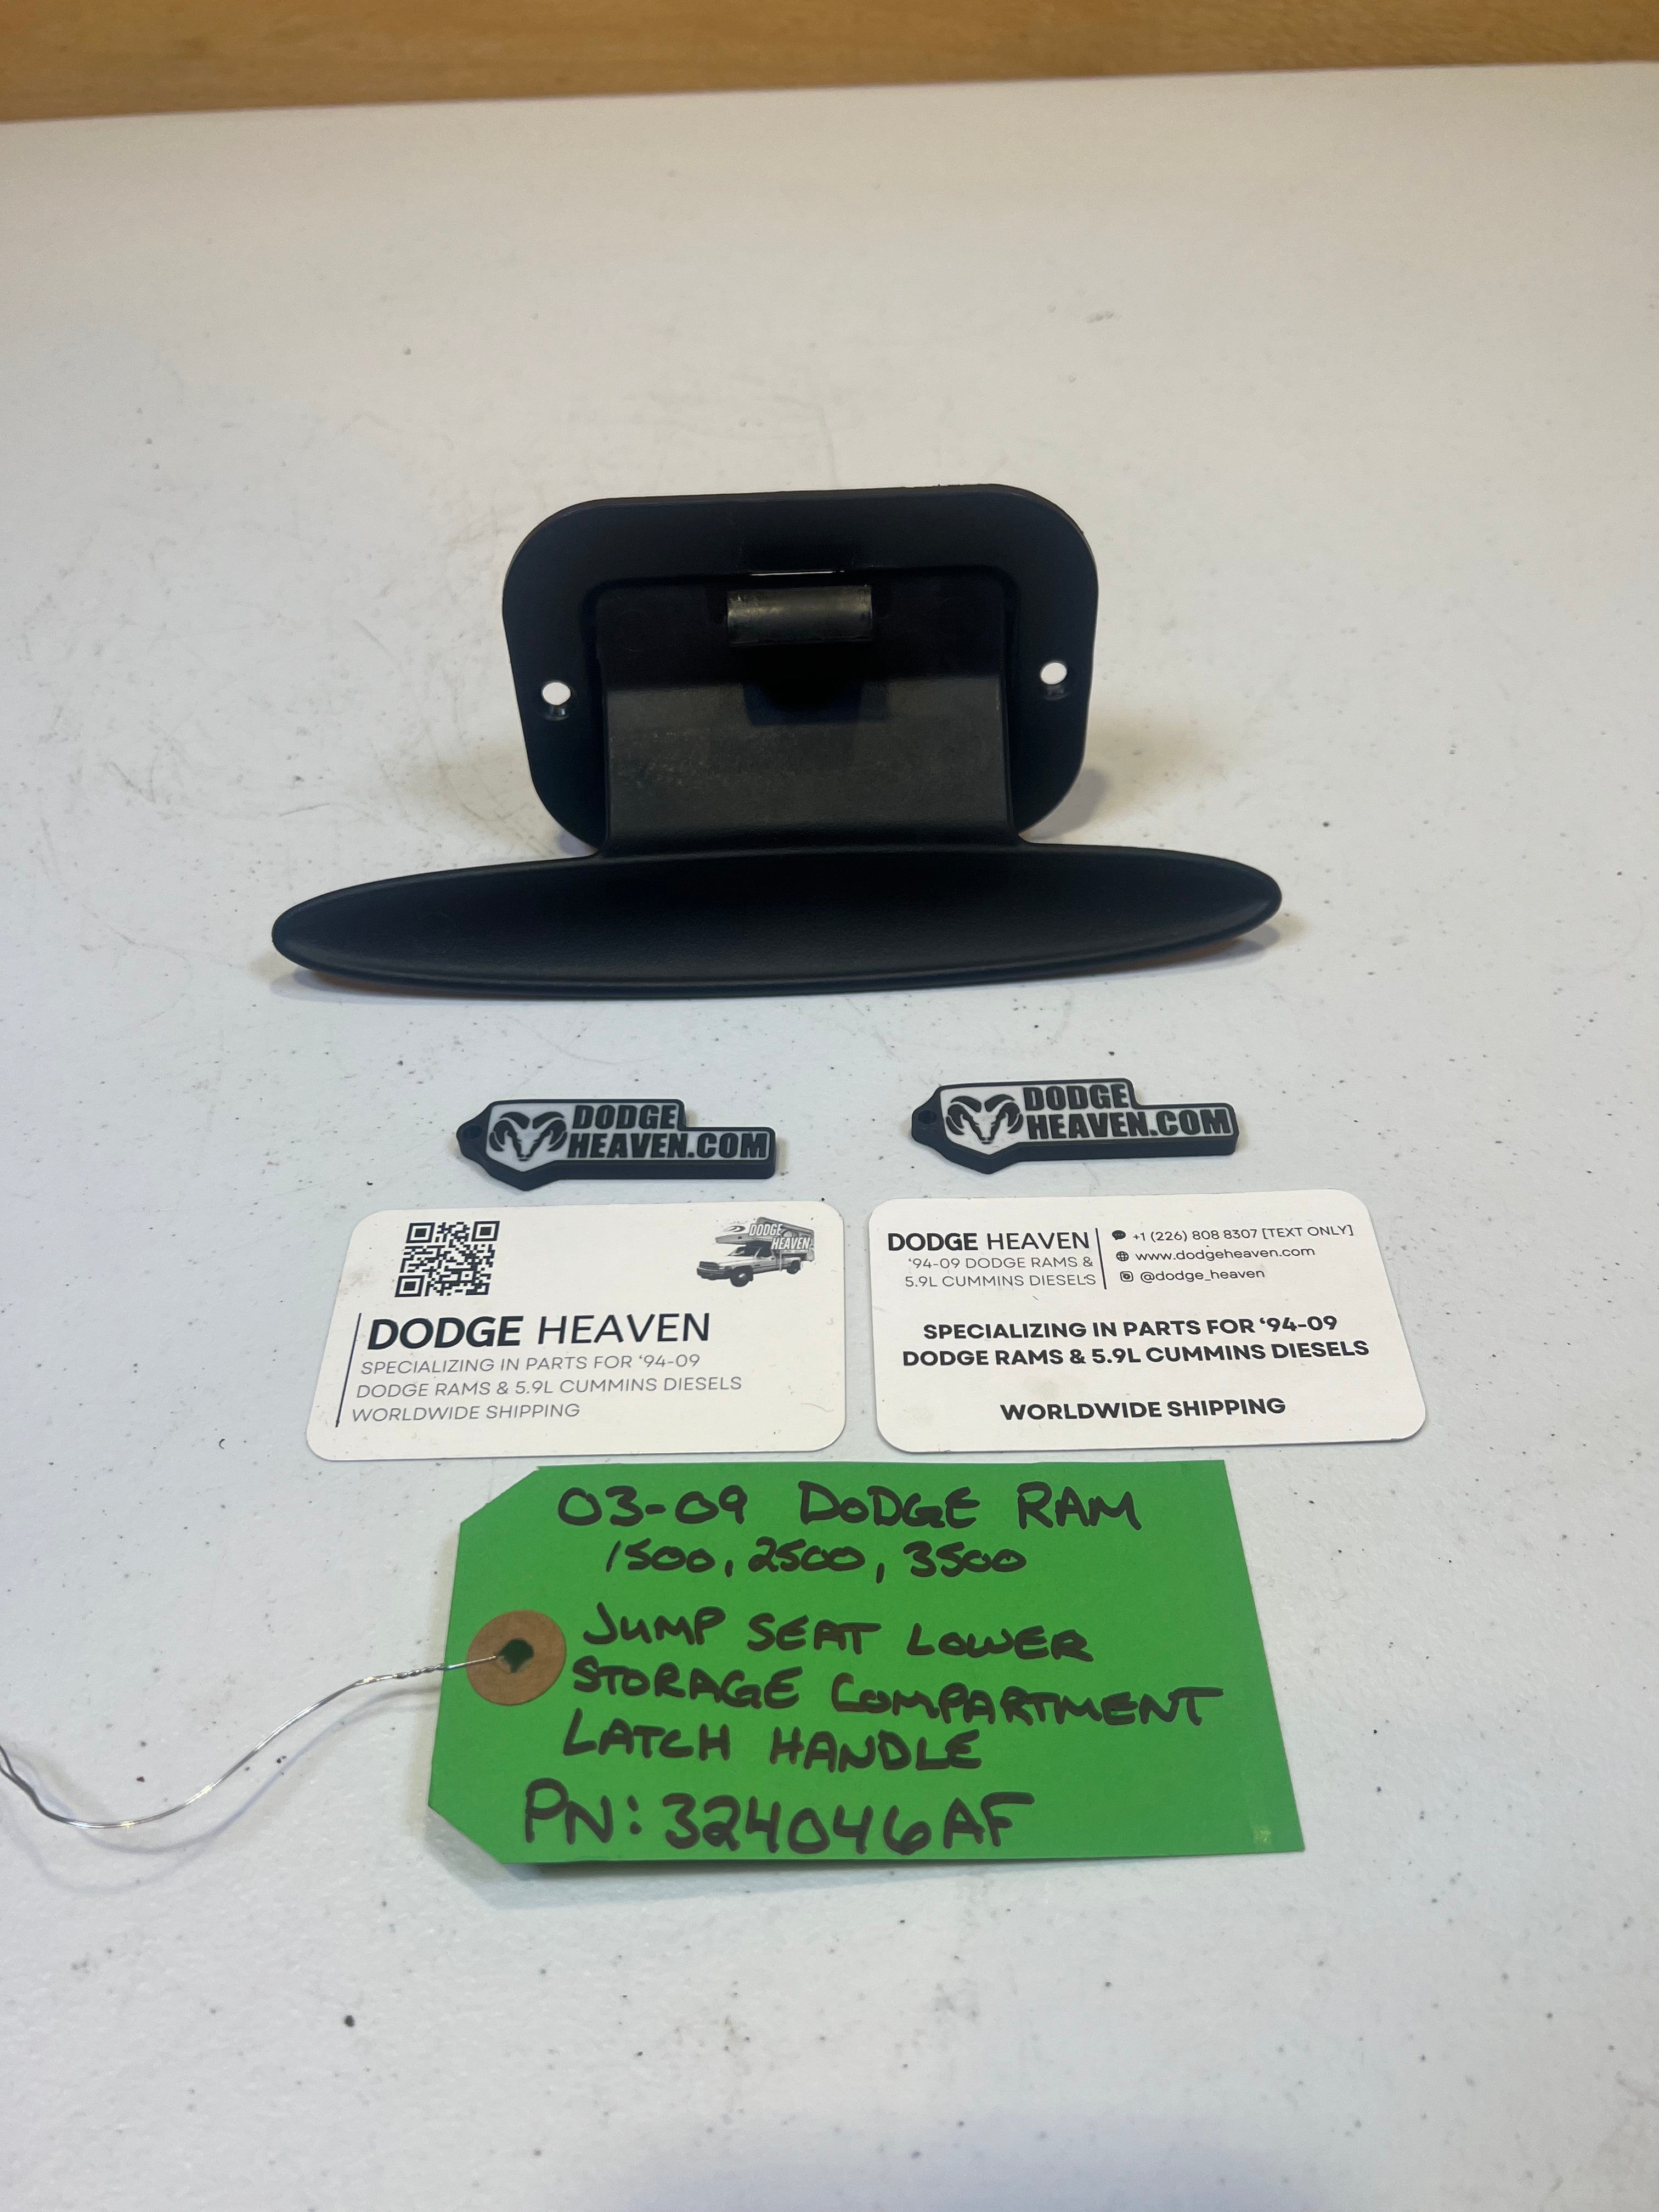 DODGE
HEAVEN.COM
DODGE
HEAVEN.COM
DODGE
HEAVEN
DODGE HEAVEN
SPECIALIZING IN PARTS FOR ‘94-09
DODGE RAMS & 5.9L CUMMINS DIESELS
WORLDWIDE SHIPPING
DODGE HEAVEN
‘94-09 DODGE RAMS &
5.9L CUMMINS DIESELS
+1 (226) 808 8307 [TEXT ONLY]
www.dodgeheaven.com
@dodge_heaven
SPECIALIZING IN PARTS FOR ‘94-09
DODGE RAMS & 5.9L CUMMINS DIESELS
WORLDWIDE SHIPPING
03-09 DODGE RAM
1500, 2500, 3500
JUMP SEAT LOWER
STORAGE COMPARTMENT
LATCH HANDLE
PN: 324046AF